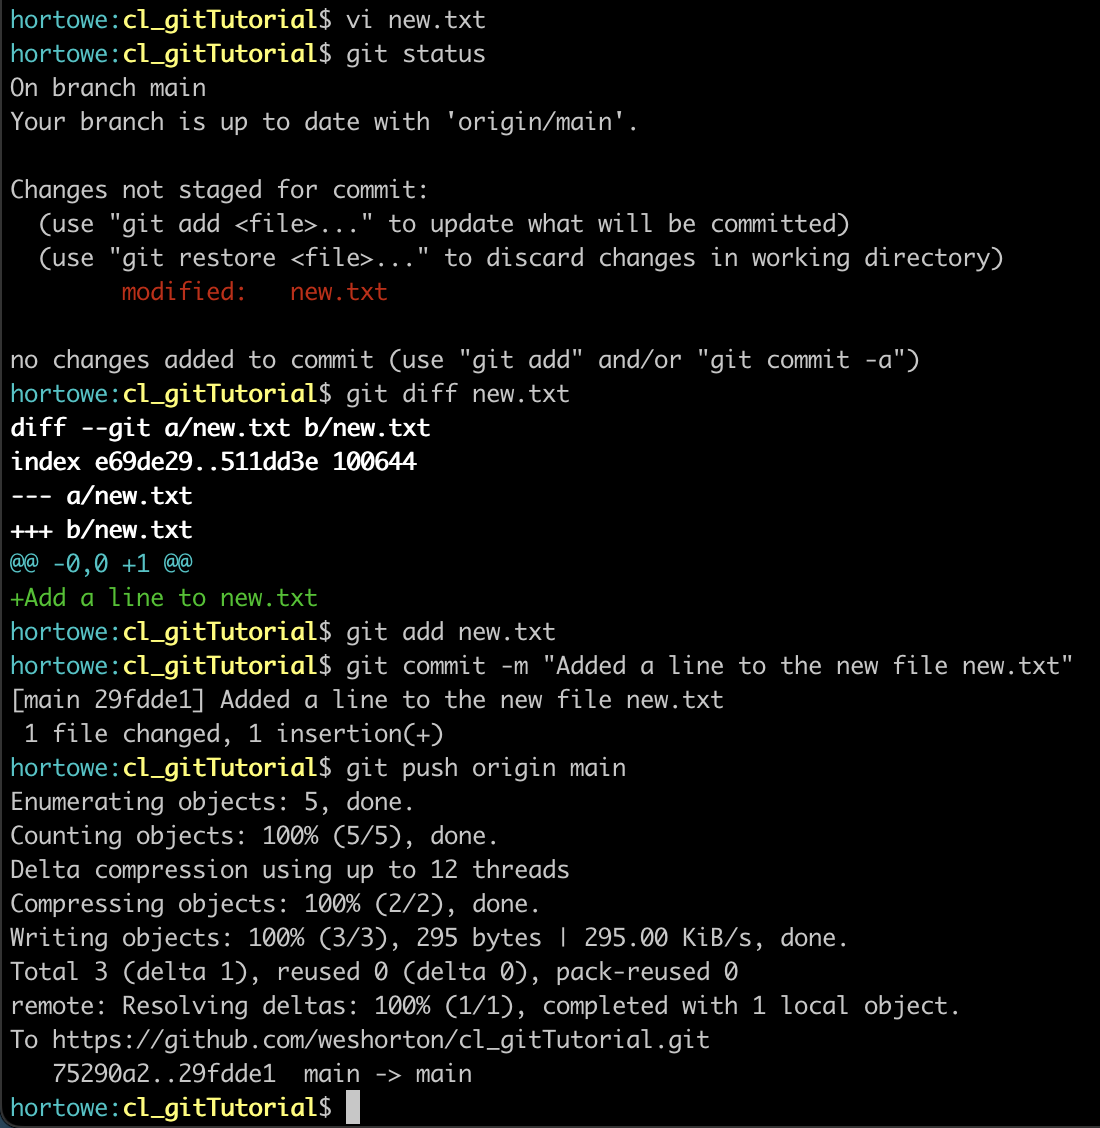 hortowe:cl_gitTutorial$ vi new.txt
hortowe:cl_gitTutorial$ git status
On branch main
Your branch is up to date with 'origin/main'.

Changes not staged for commit:
  (use "git add <file>..." to update what will be committed)
  (use "git restore <file>..." to discard changes in working directory)
        modified:   new.txt

no changes added to commit (use "git add" and/or "git commit -a")
hortowe:cl_gitTutorial$ git diff new.txt
diff --git a/new.txt b/new.txt
index e69de29..511dd3e 100644
--- a/new.txt
+++ b/new.txt
@@ -0,0 +1 @@
+Add a line to new.txt
hortowe:cl_gitTutorial$ git add new.txt
hortowe:cl_gitTutorial$ git commit -m "Added a line to the new file new.txt"
[main 29fdde1] Added a line to the new file new.txt
 1 file changed, 1 insertion(+)
hortowe:cl_gitTutorial$ git push origin main
Enumerating objects: 5, done.
Counting objects: 100% (5/5), done.
Delta compression using up to 12 threads
Compressing objects: 100% (2/2), done.
Writing objects: 100% (3/3), 295 bytes | 295.00 KiB/s, done.
Total 3 (delta 1), reused 0 (delta 0), pack-reused 0
remote: Resolving deltas: 100% (1/1), completed with 1 local object.
To https://github.com/weshorton/cl_gitTutorial.git
   75290a2..29fdde1  main -> main
hortowe:cl_gitTutorial$